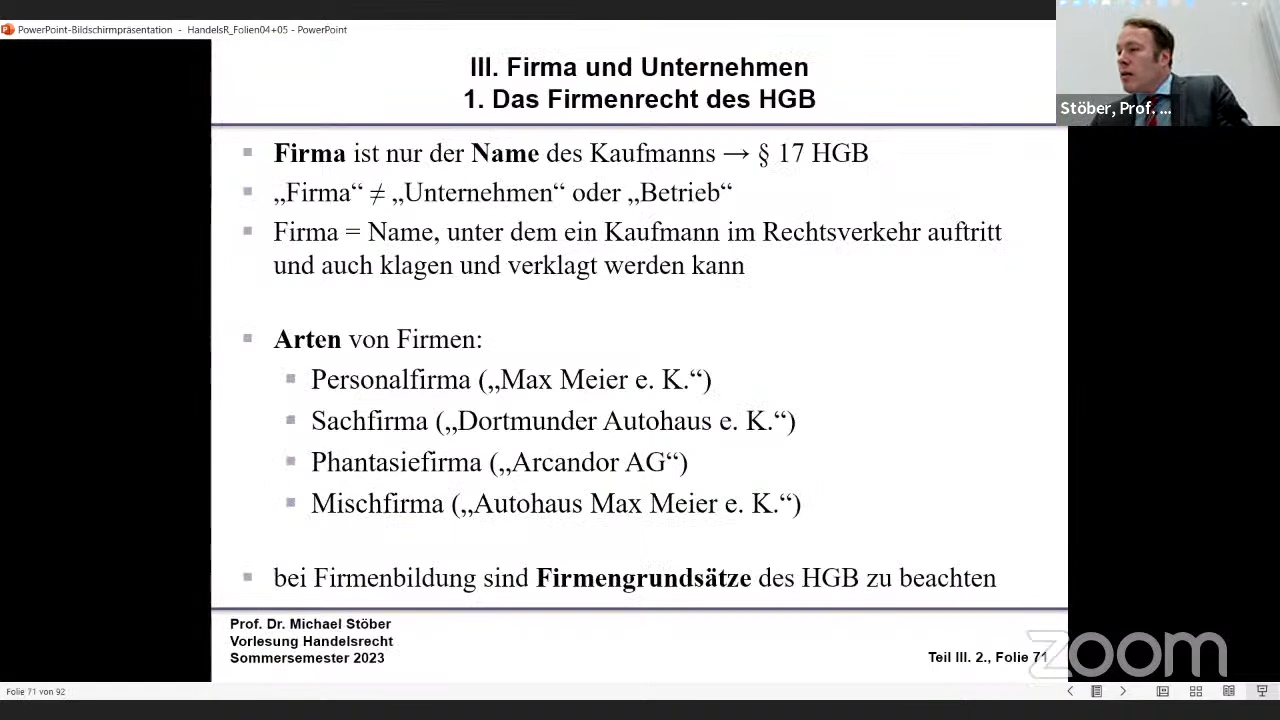 PowerPoint-Bildschirmpräsentation - HandelsR_Folien04+05 - PowerPoint
III. Firma und Unternehmen
1. Das Firmenrecht des HGB
Stöber, Prof. ...
Firma ist nur der Name des Kaufmanns → § 17 HGB
„Firma“ ≠ „Unternehmen“ oder „Betrieb“
Firma = Name, unter dem ein Kaufmann im Rechtsverkehr auftritt
und auch klagen und verklagt werden kann
Arten von Firmen:
Personalfirma („Max Meier e. K.“)
Sachfirma („Dortmunder Autohaus e. K.“)
Phantasiefirma („Arcandor AG“)
Mischfirma („Autohaus Max Meier e. K.“)
bei Firmenbildung sind Firmengrundsätze des HGB zu beachten
Prof. Dr. Michael Stöber
Vorlesung Handelsrecht
Sommersemester 2023
Teil III. 2., Folie 71
zoom
Folie 71 von 92